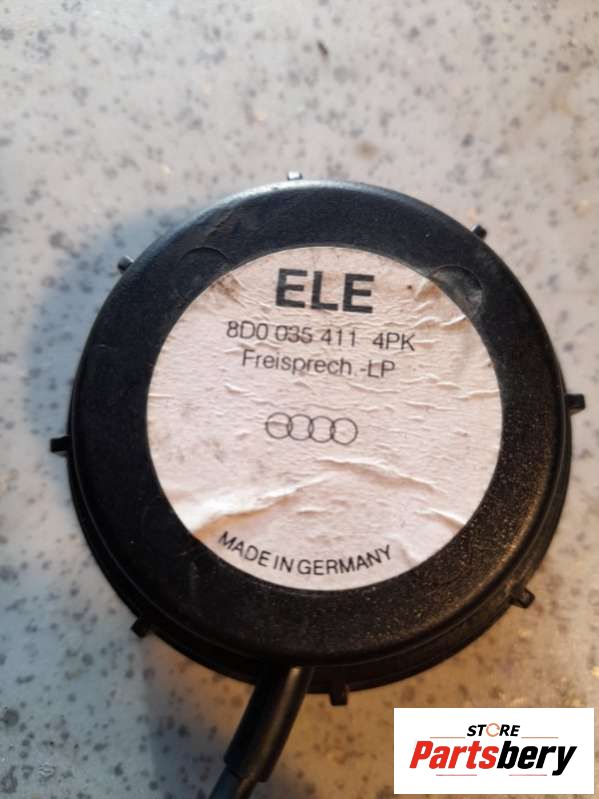 ELE
8D0 035 411 4PK
Freisprech.-LP
MADE IN GERMANY
STORE
Partsbery